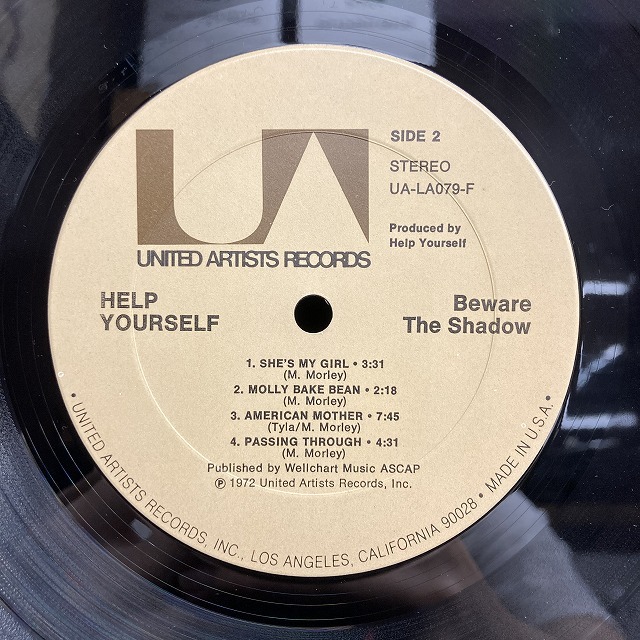 UA
SIDE 2
STEREO
UA-LA079-F
Produced by
Help Yourself
UNITED ARTISTS RECORDS
HELP
YOURSELF
Beware
The Shadow
1. SHE'S MY GIRL • 3:31
(M. Morley)
2. MOLLY BAKE BEAN • 2:18
(M. Morley)
3. AMERICAN MOTHER • 7:45
(Tyla/M. Morley)
4. PASSING THROUGH • 4:31
(M. Morley)
Published by Wellchart Music ASCAP
℗ 1972 United Artists Records, Inc.
• UNITED ARTISTS RECORDS, INC., LOS ANGELES, CALIFORNIA 90028 • MADE IN U.S.A. •